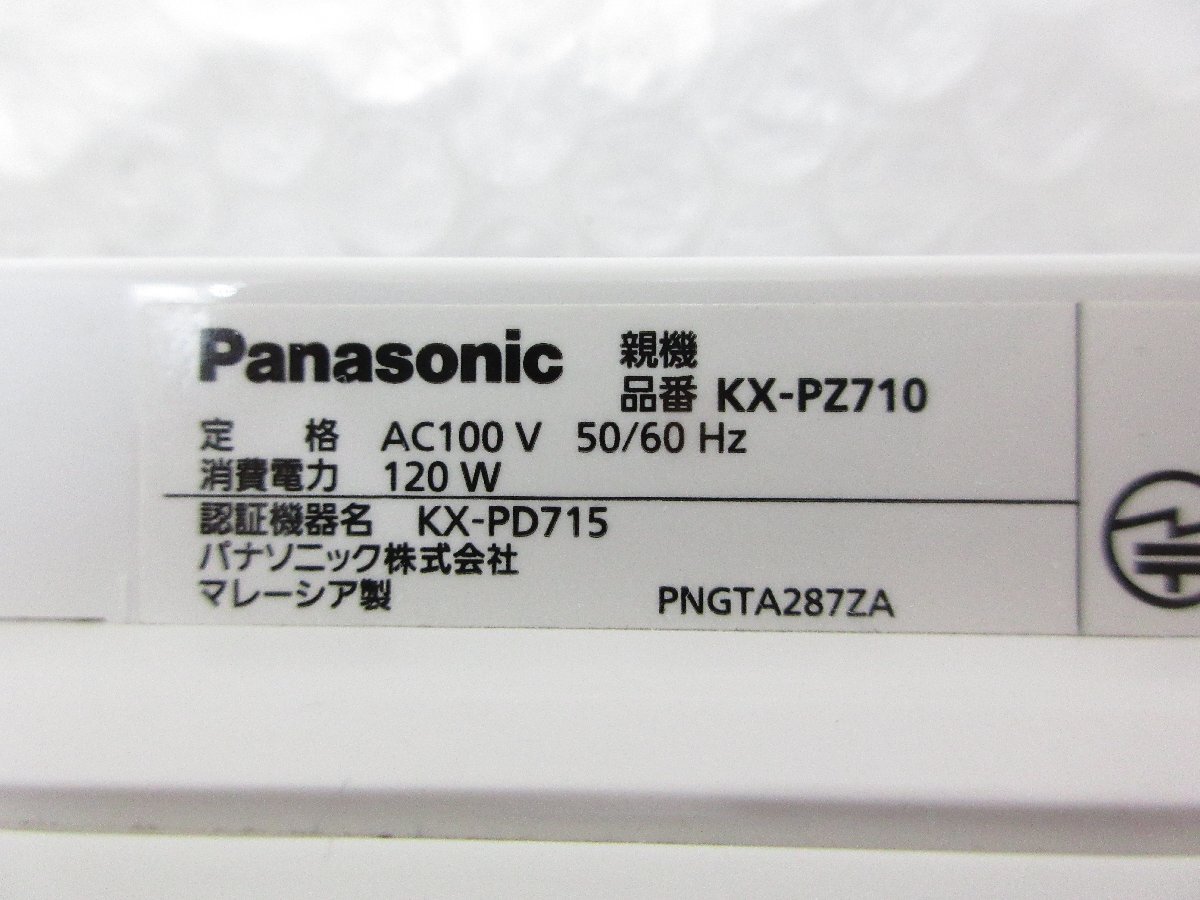 Panasonic 親機
品番 KX-PZ710
定 格 AC100 V 50/60 Hz
消費電力 120 W
認証機器名 KX-PD715
パナソニック株式会社
マレーシア製 PNGTA287ZA